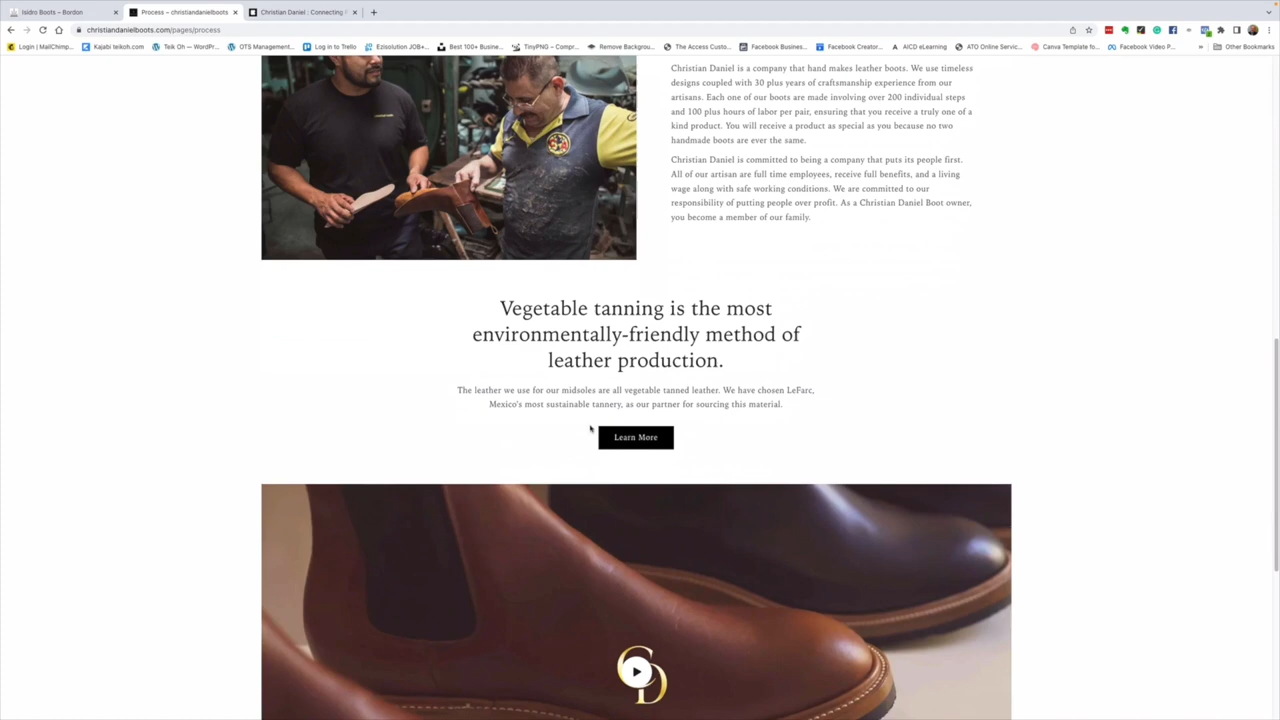 Isidro Boots – Bordon
Process – christiandanielboots
Christian Daniel : Connecting
christiandanielboots.com/pages/process
Login | MailChimp...
Kajabi teikoh.com
Teik Oh — WordPr...
OTS Management...
Log in to Trello
Ezisolution JOB+...
Best 100+ Busine...
TinyPNG – Compr...
Remove Backgrou...
The Access Custo...
Facebook Busines...
Facebook Creator...
AICD eLearning
ATO Online Servic...
Canva Template fo...
Facebook Video P...
»
Other Bookmarks
Christian Daniel is a company that hand makes leather boots. We use timeless
designs coupled with 30 plus years of craftsmanship experience from our
artisans. Each one of our boots are made involving over 200 individual steps
and 100 plus hours of labor per pair, ensuring that you receive a truly one of a
kind product. You will receive a product as special as you because no two
handmade boots are ever the same.
Christian Daniel is committed to being a company that puts its people first.
All of our artisan are full time employees, receive full benefits, and a living
wage along with safe working conditions. We are committed to our
responsibility of putting people over profit. As a Christian Daniel Boot owner,
you become a member of our family.
Vegetable tanning is the most
environmentally-friendly method of
leather production.
The leather we use for our midsoles are all vegetable tanned leather. We have chosen LeFarc,
Mexico's most sustainable tannery, as our partner for sourcing this material.
Learn More
CD